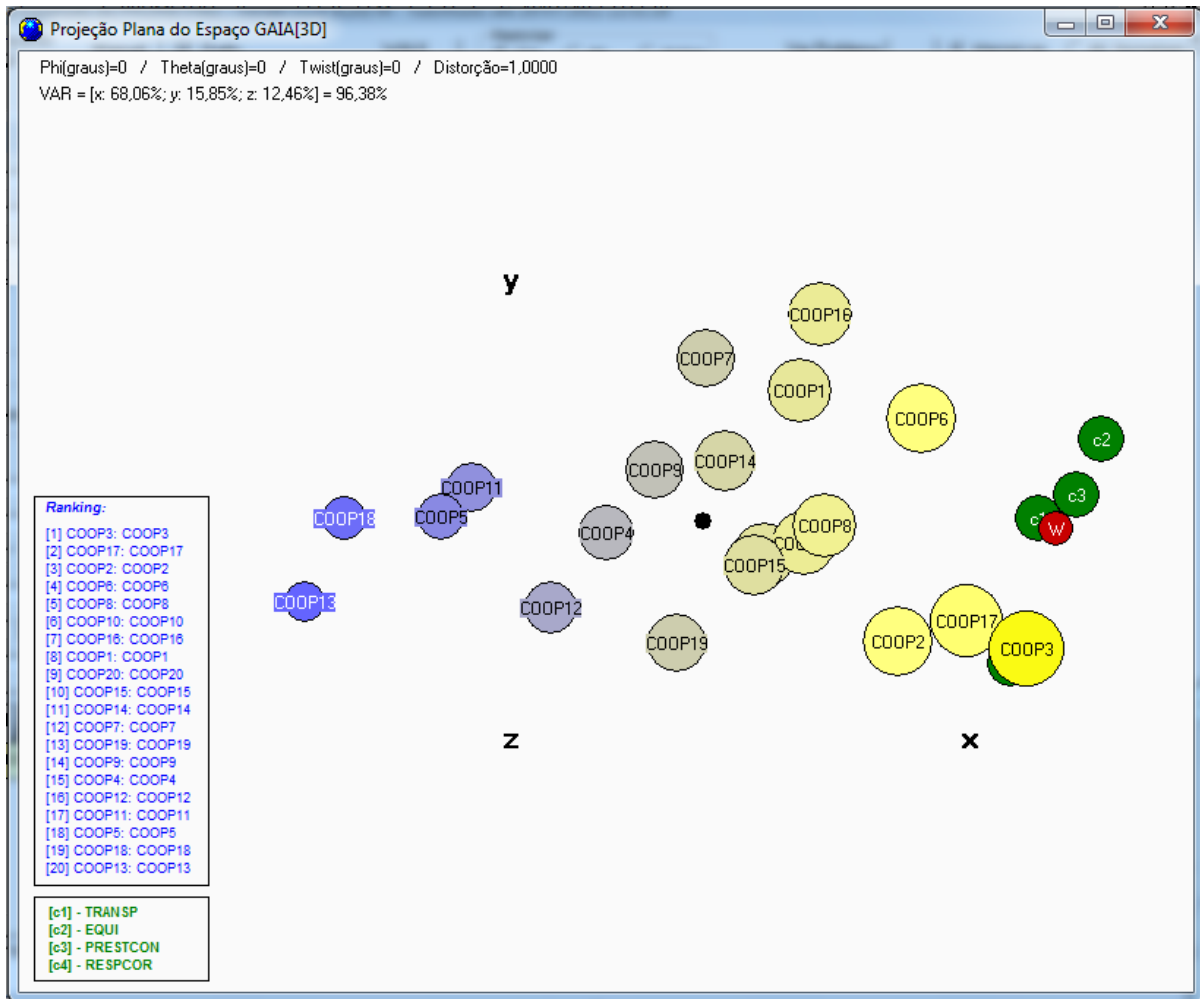 Projeção Plana do Espaço GAIA[3D]
Phi(graus)=0 / Theta(graus)=0 / Twist(graus)=0 / Distorção=1,0000
VAR = [x: 68,06%; y: 15,85%; z: 12,46%] = 96,38%
y
COOP16
COOP7
COOP1
COOP6
c2
COOP14
COOP9
COOP11
c3
COOP18
COOP5
c1
W
COOP8
COOP4
COOP15
COOP13
COOP12
COOP17
COOP19
COOP2
COOP3
z
x
Ranking:
[1] COOP3: COOP3
[2] COOP17: COOP17
[3] COOP2: COOP2
[4] COOP6: COOP6
[5] COOP8: COOP8
[6] COOP10: COOP10
[7] COOP16: COOP16
[8] COOP1: COOP1
[9] COOP20: COOP20
[10] COOP15: COOP15
[11] COOP14: COOP14
[12] COOP7: COOP7
[13] COOP19: COOP19
[14] COOP9: COOP9
[15] COOP4: COOP4
[16] COOP12: COOP12
[17] COOP11: COOP11
[18] COOP5: COOP5
[19] COOP18: COOP18
[20] COOP13: COOP13
[c1] - TRANSP
[c2] - EQUI
[c3] - PRESTCON
[c4] - RESPCOR